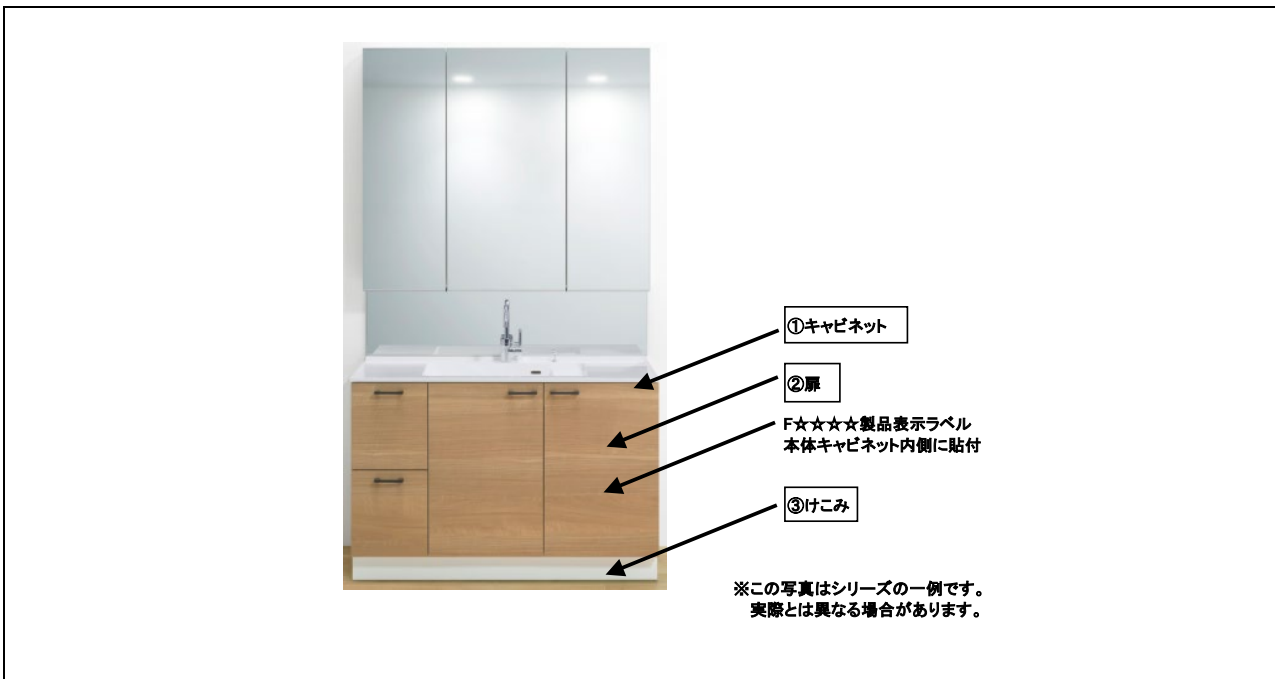 ①キャビネット
②扉
F☆☆☆☆製品表示ラベル
本体キャビネット内側に貼付
③けこみ
※この写真はシリーズの一例です。
実際とは異なる場合があります。